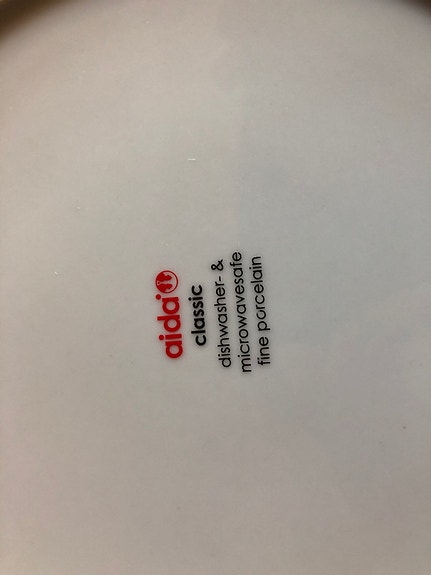 aida
classic
dishwasher- &
microwavesafe
fine porcelain